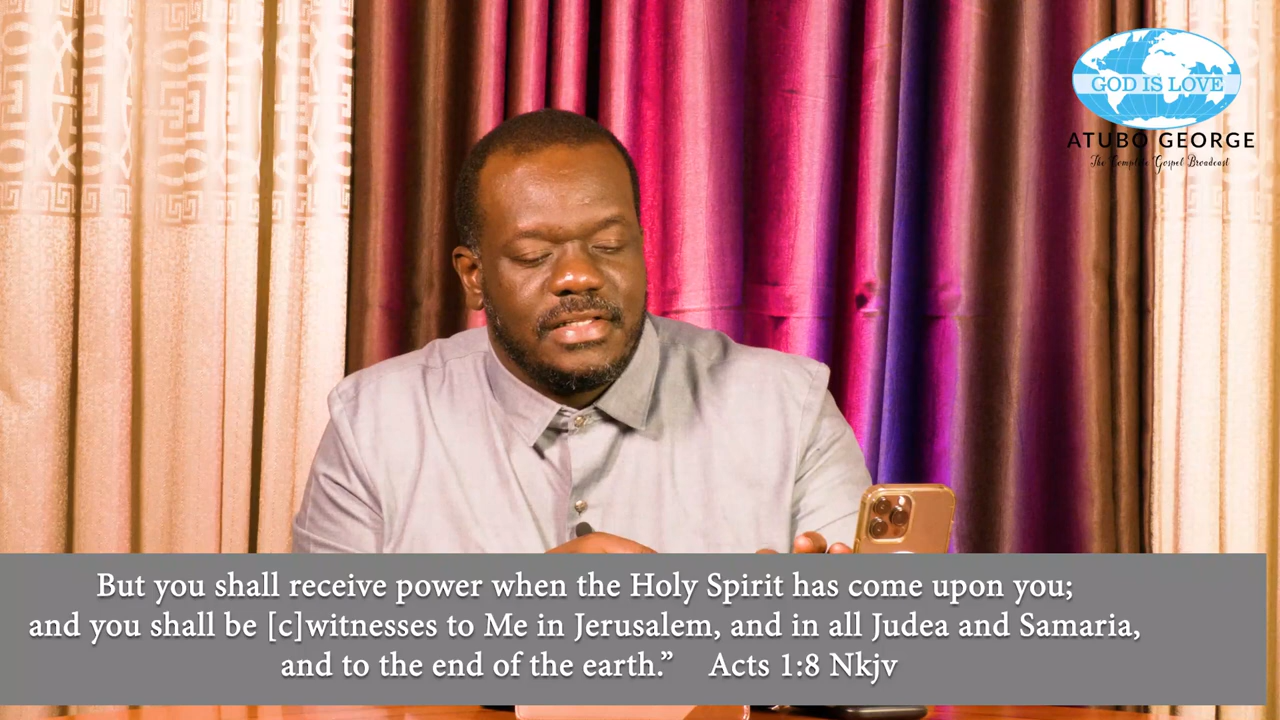 GOD IS LOVE
ATUBO GEORGE
The Complete Gospel Broadcast
But you shall receive power when the Holy Spirit has come upon you;
and you shall be [c]witnesses to Me in Jerusalem, and in all Judea and Samaria,
and to the end of the earth.” Acts 1:8 Nkjv